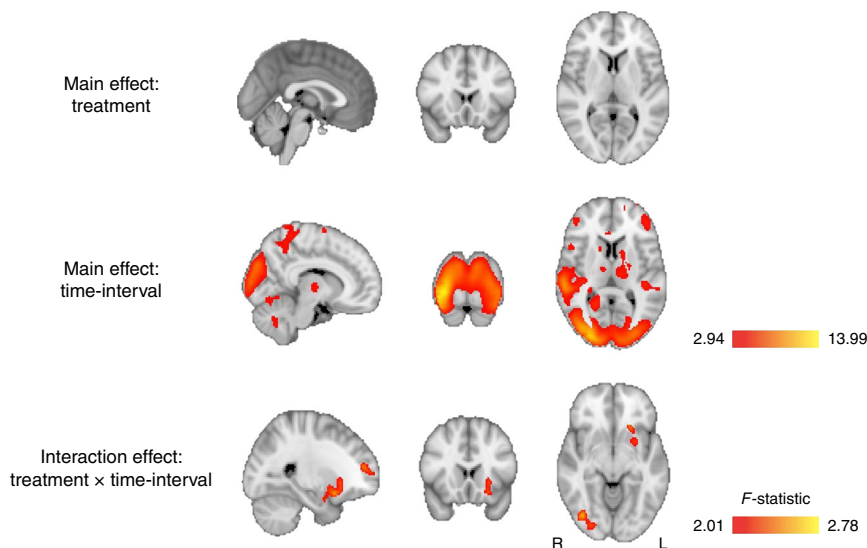 Main effect:
treatment
Main effect:
time-interval
2.94 13.99
Interaction effect:
treatment × time-interval
F-statistic
2.01 2.78
R L